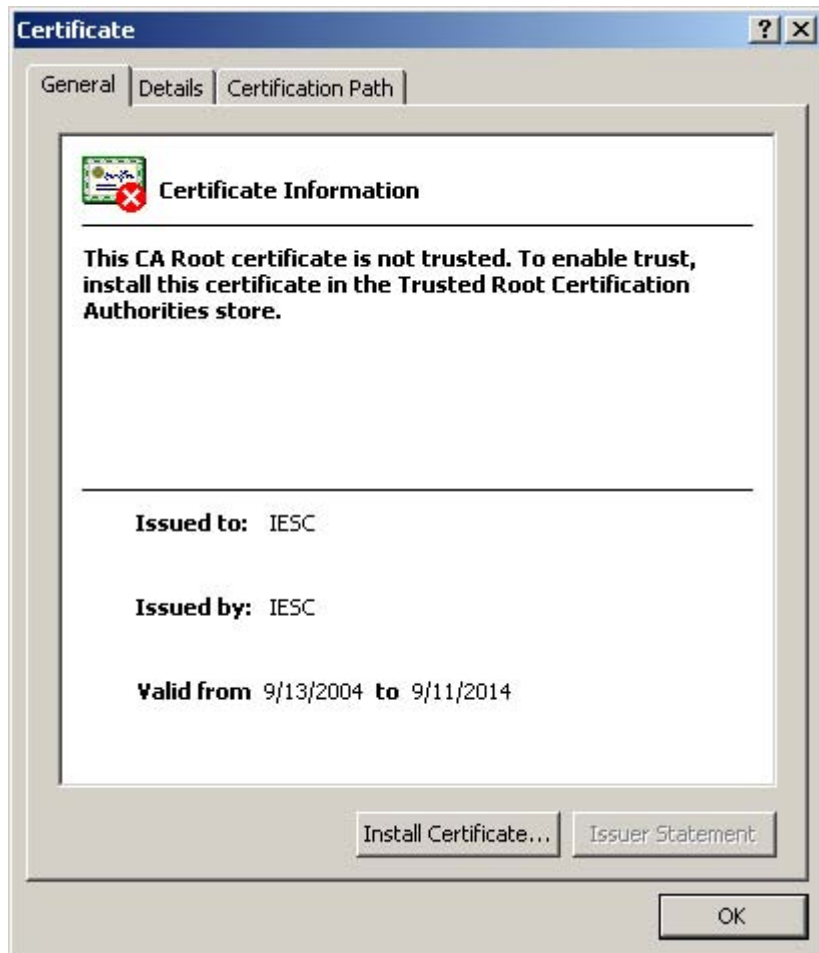 Certificate
General Details Certification Path
Certificate Information
This CA Root certificate is not trusted. To enable trust,
install this certificate in the Trusted Root Certification
Authorities store.
Issued to: IESC
Issued by: IESC
Valid from 9/13/2004 to 9/11/2014
Install Certificate... Issuer Statement
OK